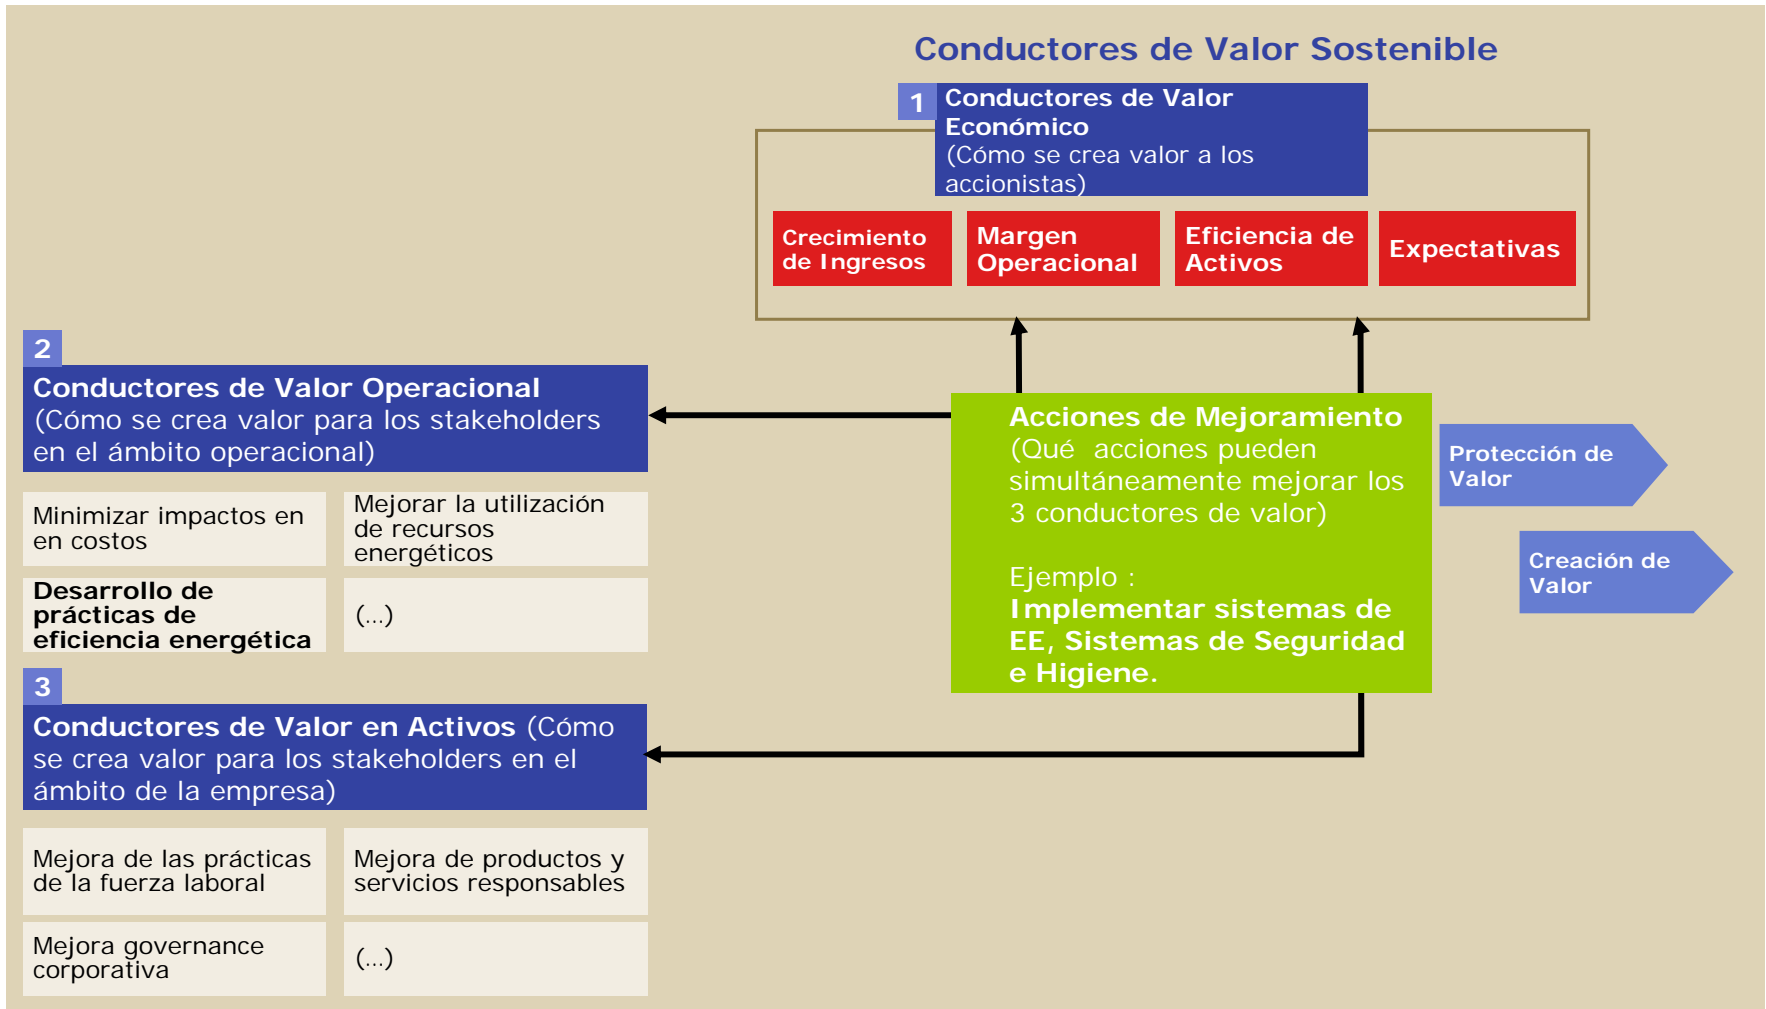 Conductores de Valor Sostenible
1
Conductores de Valor
Económico
(Cómo se crea valor a los
accionistas)
Crecimiento
de Ingresos
Margen
Operacional
Eficiencia de
Activos
Expectativas
2
Conductores de Valor Operacional
(Cómo se crea valor para los stakeholders
en el ámbito operacional)
Minimizar impactos en
en costos
Mejorar la utilización
de recursos
energéticos
Desarrollo de
prácticas de
eficiencia energética
(...)
Acciones de Mejoramiento
(Qué  acciones pueden
simultáneamente mejorar los
3 conductores de valor)
Ejemplo :
Implementar sistemas de
EE, Sistemas de Seguridad
e Higiene.
Protección de
Valor
Creación de
Valor
3
Conductores de Valor en Activos (Cómo
se crea valor para los stakeholders en el
ámbito de la empresa)
Mejora de las prácticas
de la fuerza laboral
Mejora de productos y
servicios responsables
Mejora governance
corporativa
(...)